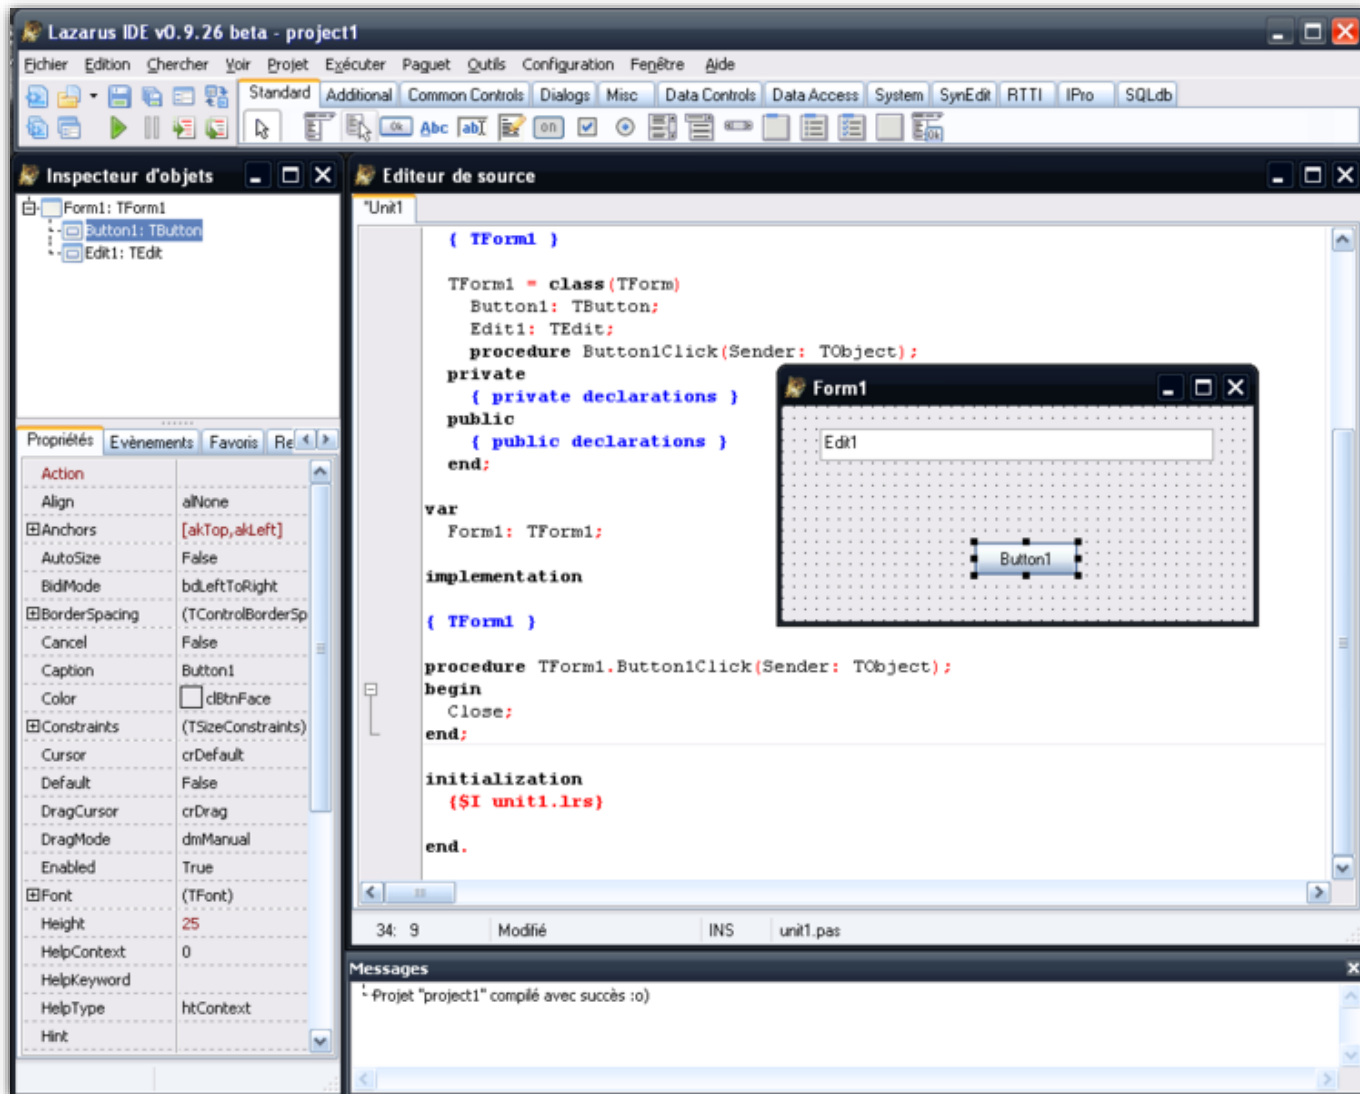 Lazarus IDE v0.9.26 beta - project1
Fichier Edition Chercher Voir Projet Exécuter Paquet Outils Configuration Fenêtre Aide
Standard Additional Common Controls Dialogs Misc Data Controls Data Access System SynEdit RTTI IPro SQLdb
Ok Abc abI on
Inspecteur d'objets
Form1: TForm1
Button1: TButton
Edit1: TEdit
Propriétés Evènements Favoris Re
Action
Align alNone
Anchors [akTop,akLeft]
AutoSize False
BidiMode bdLeftToRight
BorderSpacing (TControlBorderSp
Cancel False
Caption Button1
Color clBtnFace
Constraints (TSizeConstraints)
Cursor crDefault
Default False
DragCursor crDrag
DragMode dmManual
Enabled True
Font (TFont)
Height 25
HelpContext 0
HelpKeyword
HelpType htContext
Hint
Editeur de source
*Unit1
{ TForm1 }
TForm1 = class(TForm)
Button1: TButton;
Edit1: TEdit;
procedure Button1Click(Sender: TObject);
private
{ private declarations }
public
{ public declarations }
end;
var
Form1: TForm1;
implementation
{ TForm1 }
procedure TForm1.Button1Click(Sender: TObject);
begin
Close;
end;
initialization
{$I unit1.lrs}
end.
34: 9 Modifié INS unit1.pas
Form1
Edit1
Button1
Messages
Projet "project1" compilé avec succès :o)